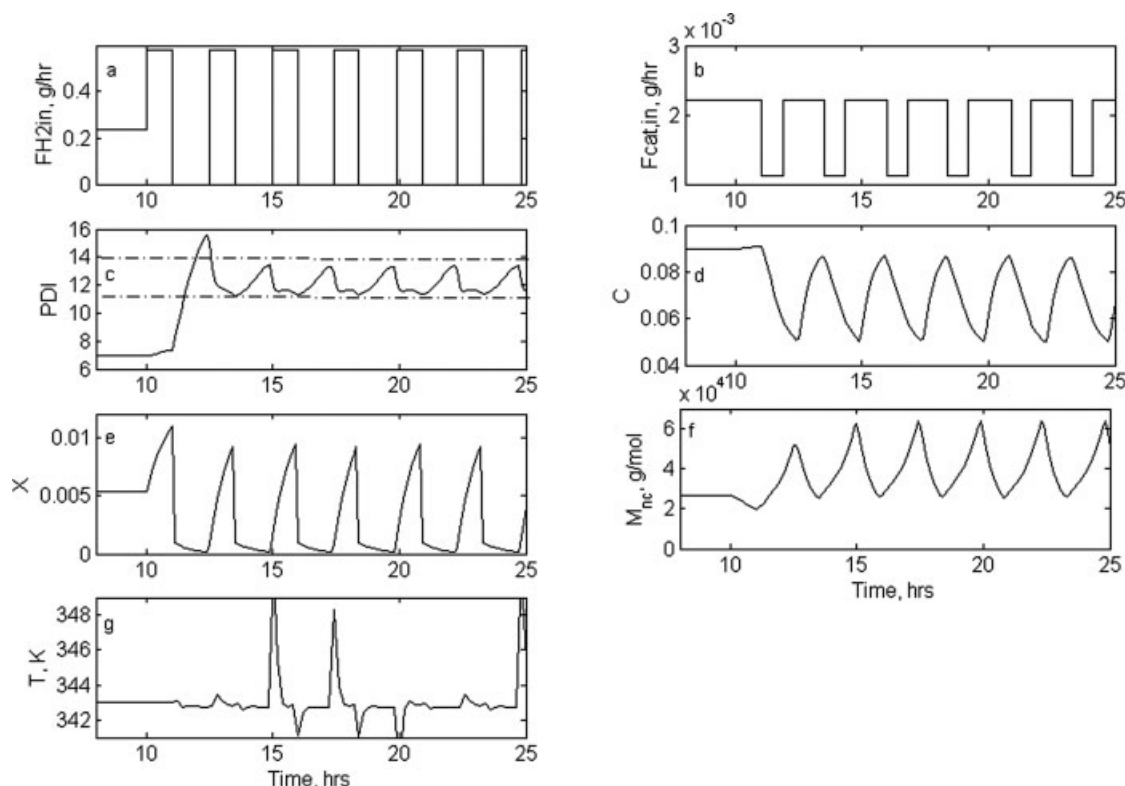 a
FH2in, g/hr
0.4
0.2
0
10 15 20 25
x 10⁻³
b
Fcat,in, g/hr
3
2
1
10 15 20 25
c
PDI
16
14
12
10
8
6
10 15 20 25
d
C
0.1
0.08
0.06
0.04
10 15 20 25
e
X
0.01
0.005
0
10 15 20 25
x 10⁴
f
Mnc, g/mol
6
4
2
0
10 15 20 25
Time, hrs
g
T, K
348
346
344
342
10 15 20 25
Time, hrs